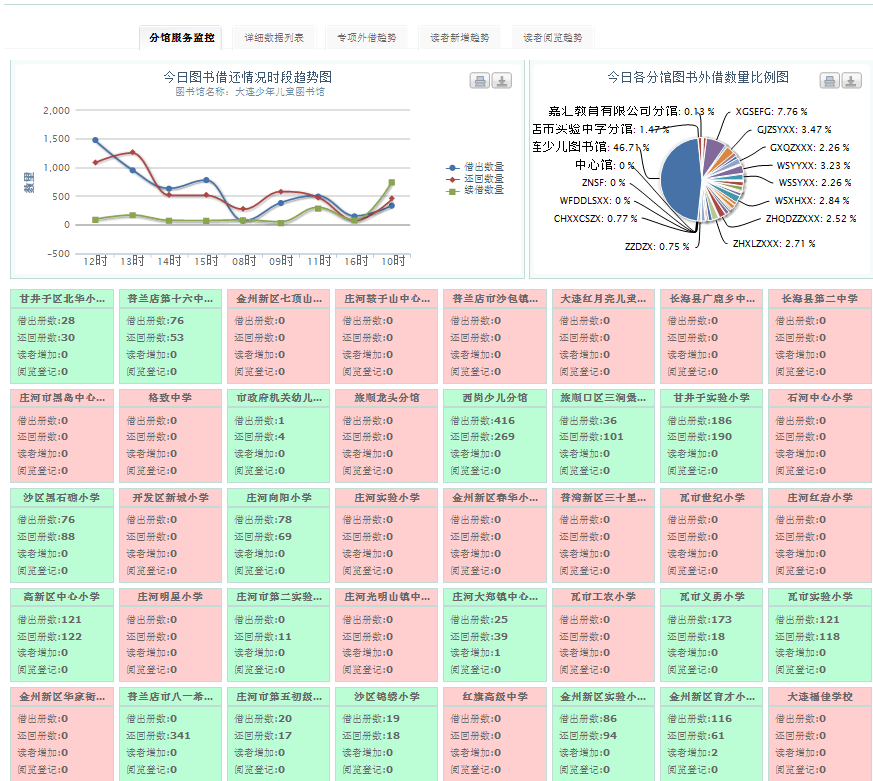 分馆服务监控 详细数据列表 专项外借趋势 读者新增趋势 读者阅览趋势
今日图书借还情况时段趋势图
图书馆名称：大连少年儿童图书馆
数量
2,000
1,500
1,000
500
0
-500
12时 13时 14时 15时 08时 09时 11时 16时 10时
借出数量
还回数量
续借数量
今日各分馆图书外借数量比例图
嘉汇教育有限公司分馆: 0.13 %
店市实验中学分馆: 1.47 %
连少儿图书馆: 46.71 %
中心馆: 0 %
ZNSF: 0 %
WFDDLSXX: 0 %
CHXXCSZX: 0.77 %
ZZDZX: 0.75 %
XGSEFG: 7.76 %
GJZSYXX: 3.47 %
GXQZXXX: 2.26 %
WSYYXX: 3.23 %
WSSYXX: 2.26 %
WSXHXX: 2.84 %
ZHQDZZXXX: 2.52 %
ZHXLZXXX: 2.71 %
甘井子区北华小... 普兰店第十六中... 金州新区七顶山... 庄河鞍子山中心... 普兰店市沙包镇... 大连红月亮儿童... 长海县广鹿乡中... 长海县第二中学
借出册数:28 借出册数:76 借出册数:0 借出册数:0 借出册数:0 借出册数:0 借出册数:0 借出册数:0
还回册数:30 还回册数:53 还回册数:0 还回册数:0 还回册数:0 还回册数:0 还回册数:0 还回册数:0
读者增加:0 读者增加:0 读者增加:0 读者增加:0 读者增加:0 读者增加:0 读者增加:0 读者增加:0
阅览登记:0 阅览登记:0 阅览登记:0 阅览登记:0 阅览登记:0 阅览登记:0 阅览登记:0 阅览登记:0
庄河市黑岛中心... 格致中学 市政府机关幼儿... 旅顺龙头分馆 西岗少儿分馆 旅顺口区三涧堡... 甘井子实验小学 石河中心小学
借出册数:0 借出册数:0 借出册数:1 借出册数:0 借出册数:416 借出册数:36 借出册数:186 借出册数:0
还回册数:0 还回册数:0 还回册数:4 还回册数:0 还回册数:269 还回册数:101 还回册数:190 还回册数:0
读者增加:0 读者增加:0 读者增加:0 读者增加:0 读者增加:0 读者增加:0 读者增加:0 读者增加:0
阅览登记:0 阅览登记:0 阅览登记:0 阅览登记:0 阅览登记:0 阅览登记:0 阅览登记:0 阅览登记:0
沙区黑石礁小学 开发区新城小学 庄河向阳小学 庄河实验小学 金州新区春华小... 普湾新区三十里... 瓦市世纪小学 庄河红岩小学
借出册数:76 借出册数:0 借出册数:78 借出册数:0 借出册数:0 借出册数:0 借出册数:0 借出册数:0
还回册数:88 还回册数:0 还回册数:69 还回册数:0 还回册数:0 还回册数:0 还回册数:0 还回册数:0
读者增加:0 读者增加:0 读者增加:0 读者增加:0 读者增加:0 读者增加:0 读者增加:0 读者增加:0
阅览登记:0 阅览登记:0 阅览登记:0 阅览登记:0 阅览登记:0 阅览登记:0 阅览登记:0 阅览登记:0
高新区中心小学 庄河明星小学 庄河市第二实验... 庄河光明山镇中... 庄河大郑镇中心... 瓦市工农小学 瓦市义勇小学 瓦市实验小学
借出册数:121 借出册数:0 借出册数:0 借出册数:0 借出册数:25 借出册数:0 借出册数:173 借出册数:121
还回册数:122 还回册数:0 还回册数:11 还回册数:0 还回册数:39 还回册数:0 还回册数:18 还回册数:118
读者增加:0 读者增加:0 读者增加:0 读者增加:0 读者增加:1 读者增加:0 读者增加:0 读者增加:0
阅览登记:0 阅览登记:0 阅览登记:0 阅览登记:0 阅览登记:0 阅览登记:0 阅览登记:0 阅览登记:0
金州新区华家街... 普兰店市八一希... 庄河市第五初级... 沙区锦绣小学 红旗高级中学 金州新区实验小... 金州新区育才小... 大连福佳学校
借出册数:0 借出册数:0 借出册数:20 借出册数:19 借出册数:0 借出册数:86 借出册数:116 借出册数:0
还回册数:0 还回册数:341 还回册数:17 还回册数:18 还回册数:0 还回册数:94 还回册数:61 还回册数:0
读者增加:0 读者增加:0 读者增加:0 读者增加:0 读者增加:0 读者增加:0 读者增加:2 读者增加:0
阅览登记:0 阅览登记:0 阅览登记:0 阅览登记:0 阅览登记:0 阅览登记:0 阅览登记:0 阅览登记:0